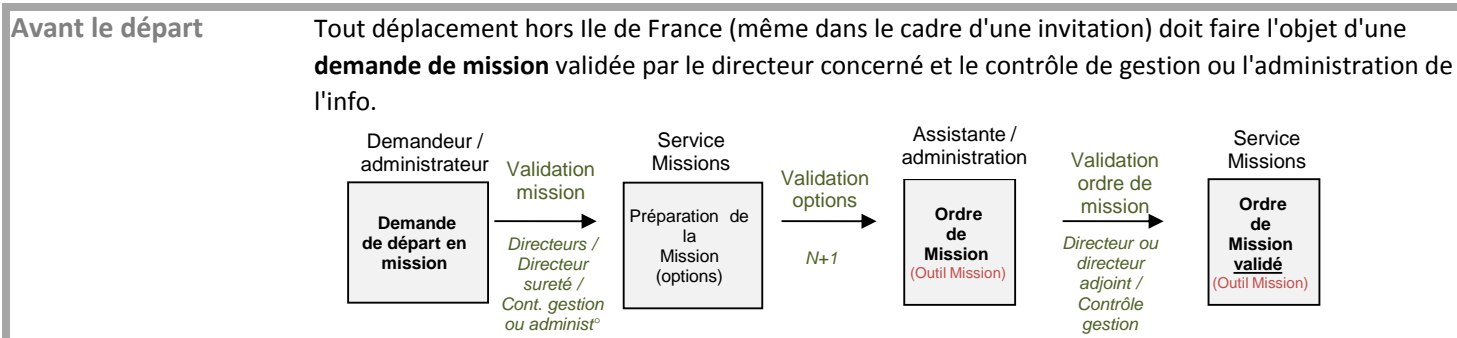 Avant le départ
Tout déplacement hors Ile de France (même dans le cadre d'une invitation) doit faire l'objet d'une
demande de mission validée par le directeur concerné et le contrôle de gestion ou l'administration de
l'info.
Demandeur /
administrateur
Demande
de départ en
mission
Validation
mission
Directeurs /
Directeur
sureté /
Cont. gestion
ou administ°
Service
Missions
Préparation de
la
Mission
(options)
Validation
options
N+1
Assistante /
administration
Ordre
de
Mission
(Outil Mission)
Validation
ordre de
mission
Directeur ou
directeur
adjoint /
Contrôle
gestion
Service
Missions
Ordre
de
Mission
validé
(Outil Mission)